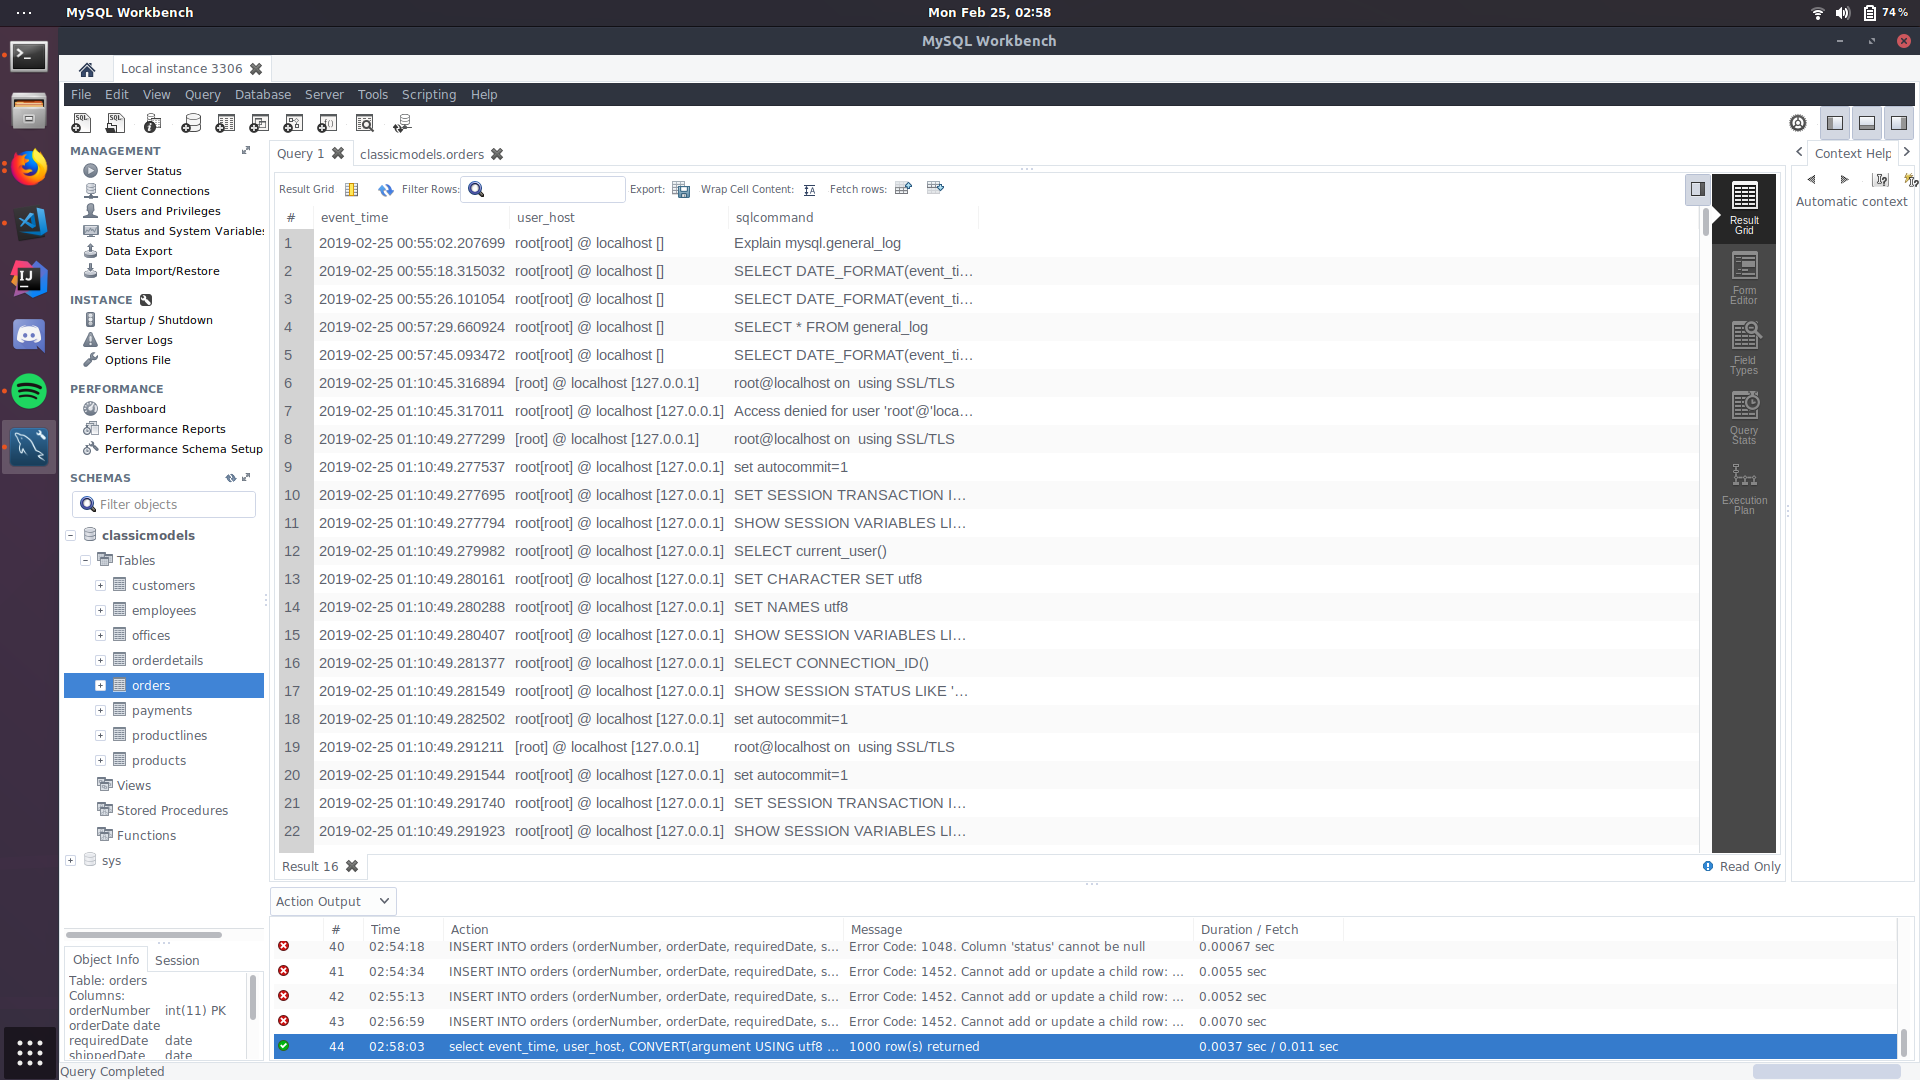 MySQL Workbench
Mon Feb 25, 02:58
74 %
MySQL Workbench
Local instance 3306
File Edit View Query Database Server Tools Scripting Help
MANAGEMENT
Server Status
Client Connections
Users and Privileges
Status and System Variables
Data Export
Data Import/Restore
INSTANCE
Startup / Shutdown
Server Logs
Options File
PERFORMANCE
Dashboard
Performance Reports
Performance Schema Setup
SCHEMAS
Filter objects
classicmodels
Tables
customers
employees
offices
orderdetails
orders
payments
productlines
products
Views
Stored Procedures
Functions
sys
Object Info Session
Table: orders
Columns:
orderNumber int(11) PK
orderDate date
requiredDate date
shippedDate date
Query Completed
Query 1 classicmodels.orders
Result Grid Filter Rows: Export: Wrap Cell Content: Fetch rows:
# event_time user_host sqlcommand
1 2019-02-25 00:55:02.207699 root[root] @ localhost [] Explain mysql.general_log
2 2019-02-25 00:55:18.315032 root[root] @ localhost [] SELECT DATE_FORMAT(event_ti...
3 2019-02-25 00:55:26.101054 root[root] @ localhost [] SELECT DATE_FORMAT(event_ti...
4 2019-02-25 00:57:29.660924 root[root] @ localhost [] SELECT * FROM general_log
5 2019-02-25 00:57:45.093472 root[root] @ localhost [] SELECT DATE_FORMAT(event_ti...
6 2019-02-25 01:10:45.316894 [root] @ localhost [127.0.0.1] root@localhost on  using SSL/TLS
7 2019-02-25 01:10:45.317011 root[root] @ localhost [127.0.0.1] Access denied for user 'root'@'loca...
8 2019-02-25 01:10:49.277299 [root] @ localhost [127.0.0.1] root@localhost on  using SSL/TLS
9 2019-02-25 01:10:49.277537 root[root] @ localhost [127.0.0.1] set autocommit=1
10 2019-02-25 01:10:49.277695 root[root] @ localhost [127.0.0.1] SET SESSION TRANSACTION I...
11 2019-02-25 01:10:49.277794 root[root] @ localhost [127.0.0.1] SHOW SESSION VARIABLES LI...
12 2019-02-25 01:10:49.279982 root[root] @ localhost [127.0.0.1] SELECT current_user()
13 2019-02-25 01:10:49.280161 root[root] @ localhost [127.0.0.1] SET CHARACTER SET utf8
14 2019-02-25 01:10:49.280288 root[root] @ localhost [127.0.0.1] SET NAMES utf8
15 2019-02-25 01:10:49.280407 root[root] @ localhost [127.0.0.1] SHOW SESSION VARIABLES LI...
16 2019-02-25 01:10:49.281377 root[root] @ localhost [127.0.0.1] SELECT CONNECTION_ID()
17 2019-02-25 01:10:49.281549 root[root] @ localhost [127.0.0.1] SHOW SESSION STATUS LIKE '...
18 2019-02-25 01:10:49.282502 root[root] @ localhost [127.0.0.1] set autocommit=1
19 2019-02-25 01:10:49.291211 [root] @ localhost [127.0.0.1] root@localhost on  using SSL/TLS
20 2019-02-25 01:10:49.291544 root[root] @ localhost [127.0.0.1] set autocommit=1
21 2019-02-25 01:10:49.291740 root[root] @ localhost [127.0.0.1] SET SESSION TRANSACTION I...
22 2019-02-25 01:10:49.291923 root[root] @ localhost [127.0.0.1] SHOW SESSION VARIABLES LI...
Result 16
Read Only
Result
Grid
Form
Editor
Field
Types
Query
Stats
Execution
Plan
Context Help
Automatic context
Action Output
# Time Action Message Duration / Fetch
40 02:54:18 INSERT INTO orders (orderNumber, orderDate, requiredDate, s... Error Code: 1048. Column 'status' cannot be null 0.00067 sec
41 02:54:34 INSERT INTO orders (orderNumber, orderDate, requiredDate, s... Error Code: 1452. Cannot add or update a child row: ... 0.0055 sec
42 02:55:13 INSERT INTO orders (orderNumber, orderDate, requiredDate, s... Error Code: 1452. Cannot add or update a child row: ... 0.0052 sec
43 02:56:59 INSERT INTO orders (orderNumber, orderDate, requiredDate, s... Error Code: 1452. Cannot add or update a child row: ... 0.0070 sec
44 02:58:03 select event_time, user_host, CONVERT(argument USING utf8 ... 1000 row(s) returned 0.0037 sec / 0.011 sec